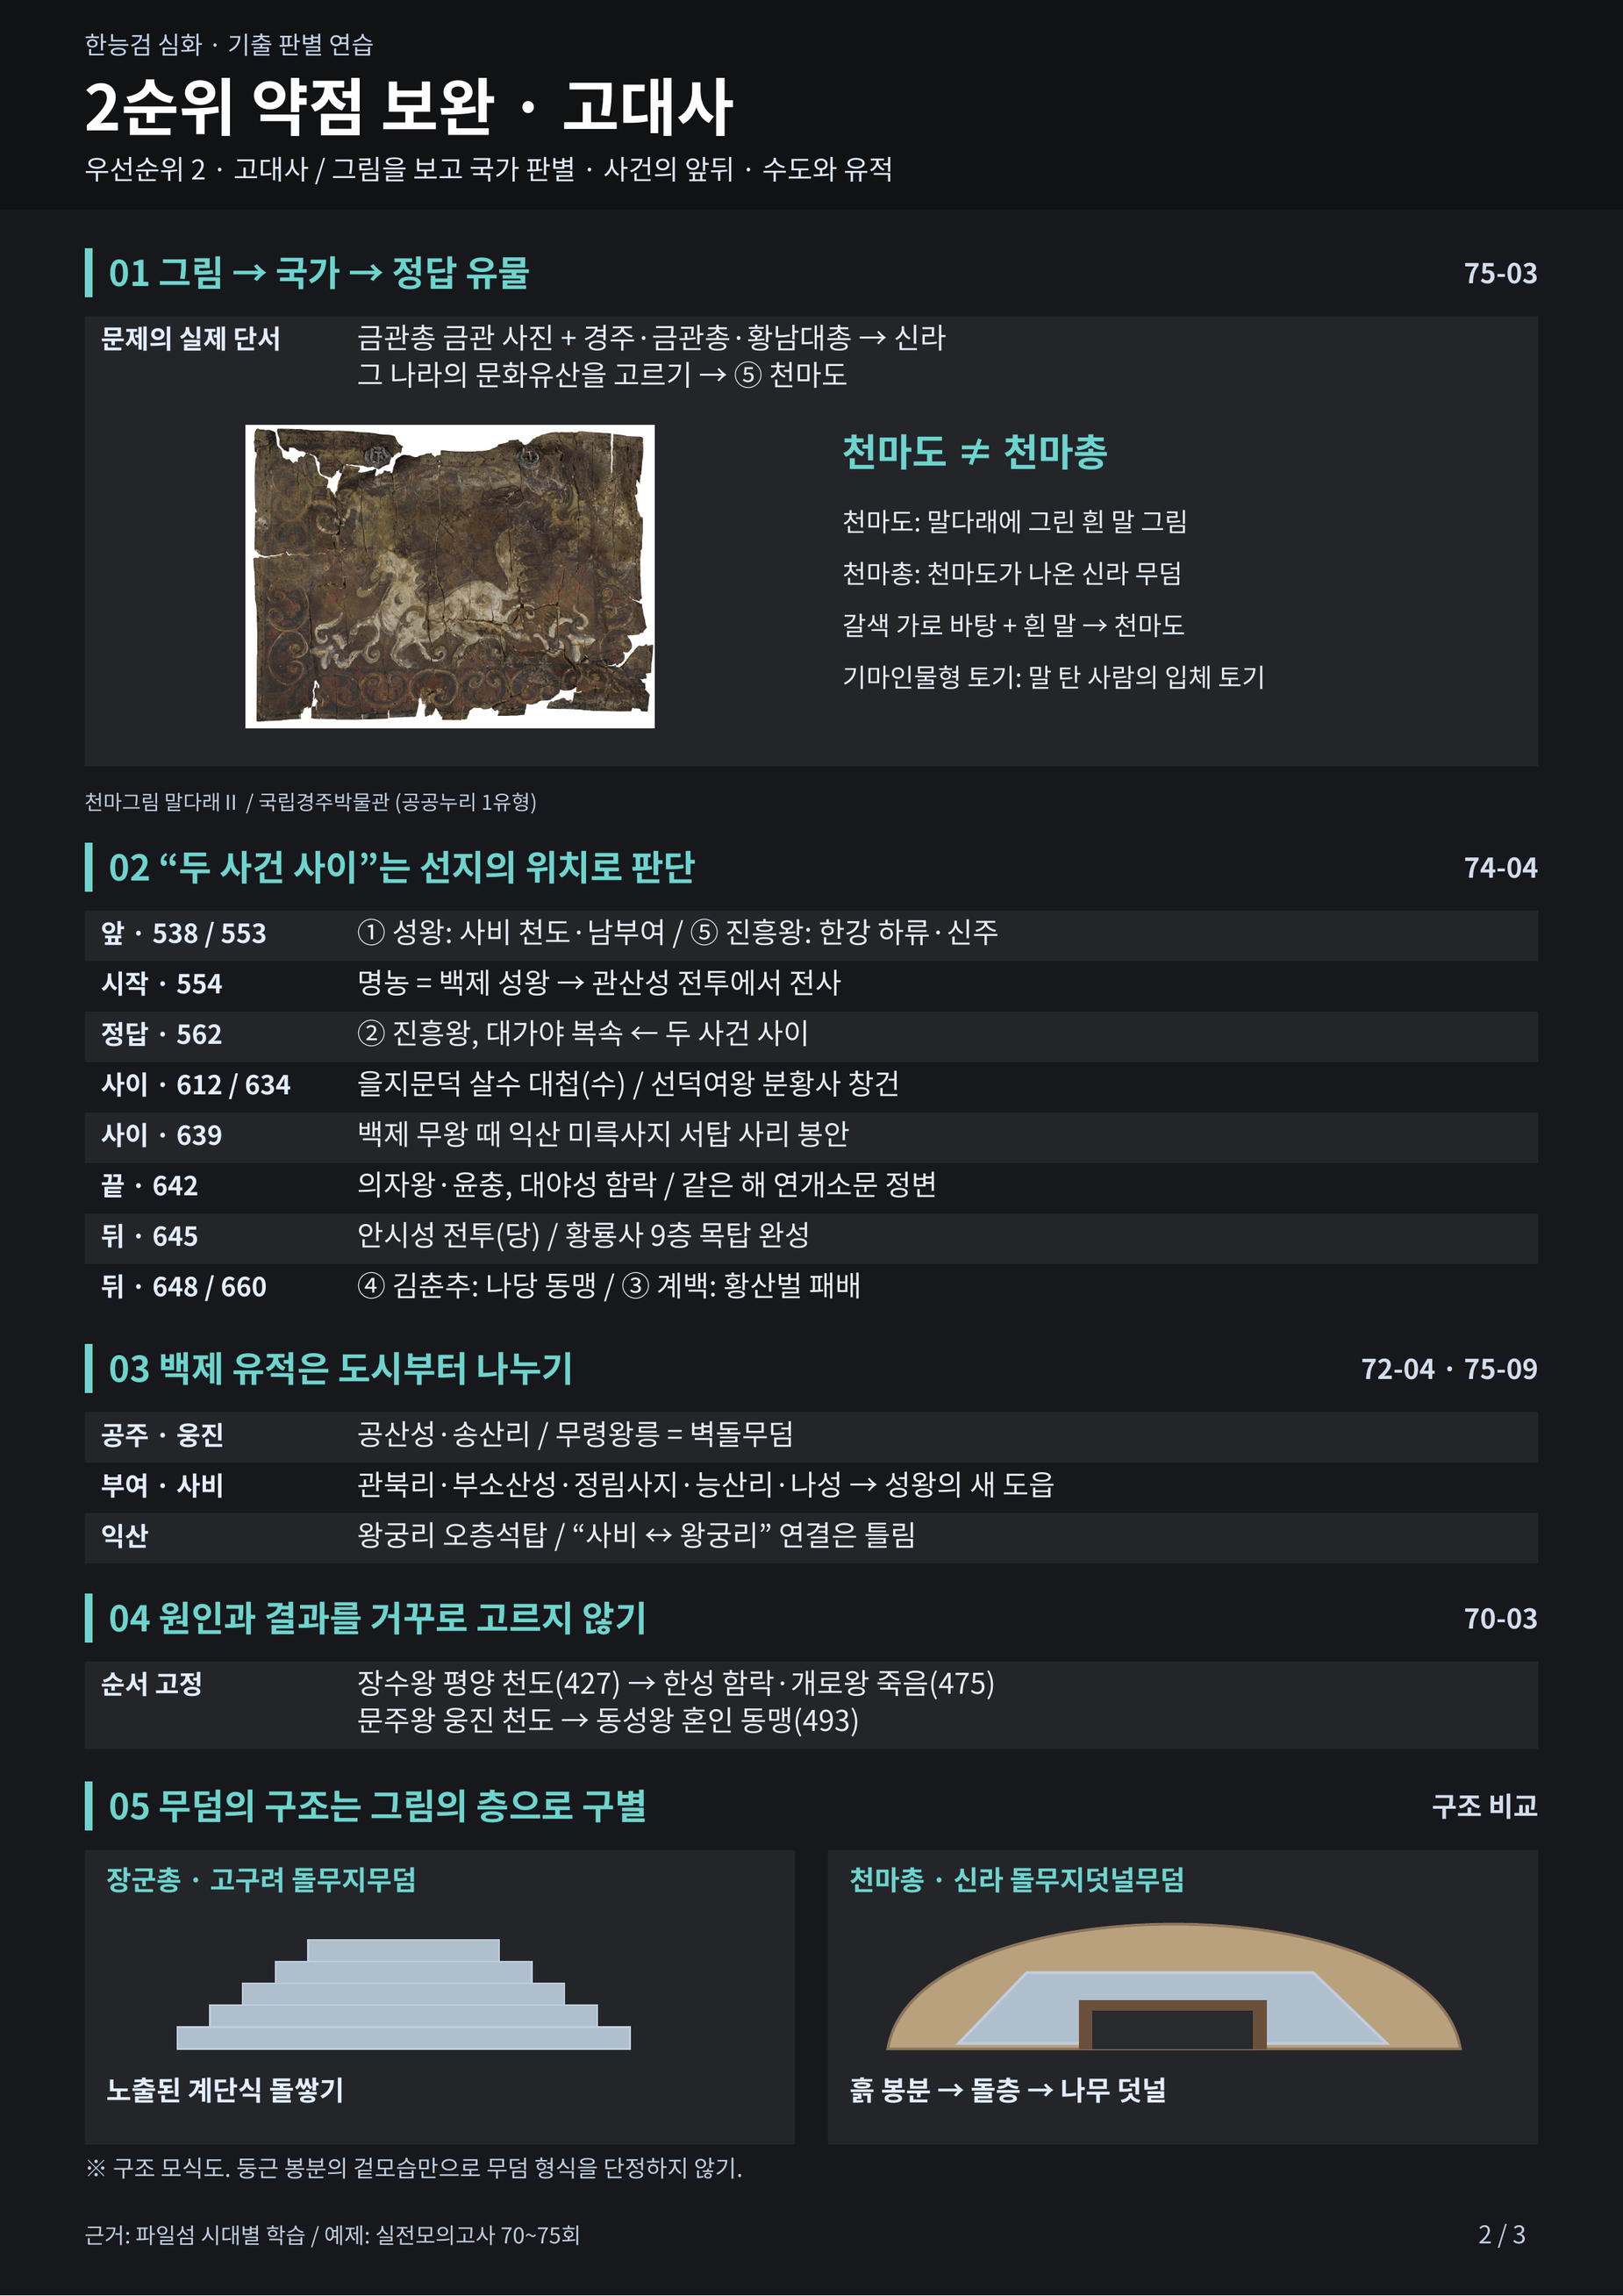 한능검 심화 · 기출 판별 연습
2순위 약점 보완 · 고대사
우선순위 2 · 고대사 / 그림을 보고 국가 판별 · 사건의 앞뒤 · 수도와 유적
01 그림 → 국가 → 정답 유물
75-03
문제의 실제 단서
금관총 금관 사진 + 경주·금관총·황남대총 → 신라
그 나라의 문화유산을 고르기 → ⑤ 천마도
천마도 ≠ 천마총
천마도: 말다래에 그린 흰 말 그림
천마총: 천마도가 나온 신라 무덤
갈색 가로 바탕 + 흰 말 → 천마도
기마인물형 토기: 말 탄 사람의 입체 토기
천마그림 말다래Ⅱ / 국립경주박물관 (공공누리 1유형)
02 “두 사건 사이”는 선지의 위치로 판단
74-04
앞 · 538 / 553 ① 성왕: 사비 천도·남부여 / ⑤ 진흥왕: 한강 하류·신주
시작 · 554 명농 = 백제 성왕 → 관산성 전투에서 전사
정답 · 562 ② 진흥왕, 대가야 복속 ← 두 사건 사이
사이 · 612 / 634 을지문덕 살수 대첩(수) / 선덕여왕 분황사 창건
사이 · 639 백제 무왕 때 익산 미륵사지 서탑 사리 봉안
끝 · 642 의자왕·윤충, 대야성 함락 / 같은 해 연개소문 정변
뒤 · 645 안시성 전투(당) / 황룡사 9층 목탑 완성
뒤 · 648 / 660 ④ 김춘추: 나당 동맹 / ③ 계백: 황산벌 패배
03 백제 유적은 도시부터 나누기
72-04 · 75-09
공주 · 웅진 공산성·송산리 / 무령왕릉 = 벽돌무덤
부여 · 사비 관북리·부소산성·정림사지·능산리·나성 → 성왕의 새 도읍
익산 왕궁리 오층석탑 / “사비 ↔ 왕궁리” 연결은 틀림
04 원인과 결과를 거꾸로 고르지 않기
70-03
순서 고정
장수왕 평양 천도(427) → 한성 함락·개로왕 죽음(475)
문주왕 웅진 천도 → 동성왕 혼인 동맹(493)
05 무덤의 구조는 그림의 층으로 구별
구조 비교
장군총 · 고구려 돌무지무덤
노출된 계단식 돌쌓기
천마총 · 신라 돌무지덧널무덤
흙 봉분 → 돌층 → 나무 덧널
※ 구조 모식도. 둥근 봉분의 겉모습만으로 무덤 형식을 단정하지 않기.
근거: 파일섬 시대별 학습 / 예제: 실전모의고사 70~75회
2 / 3